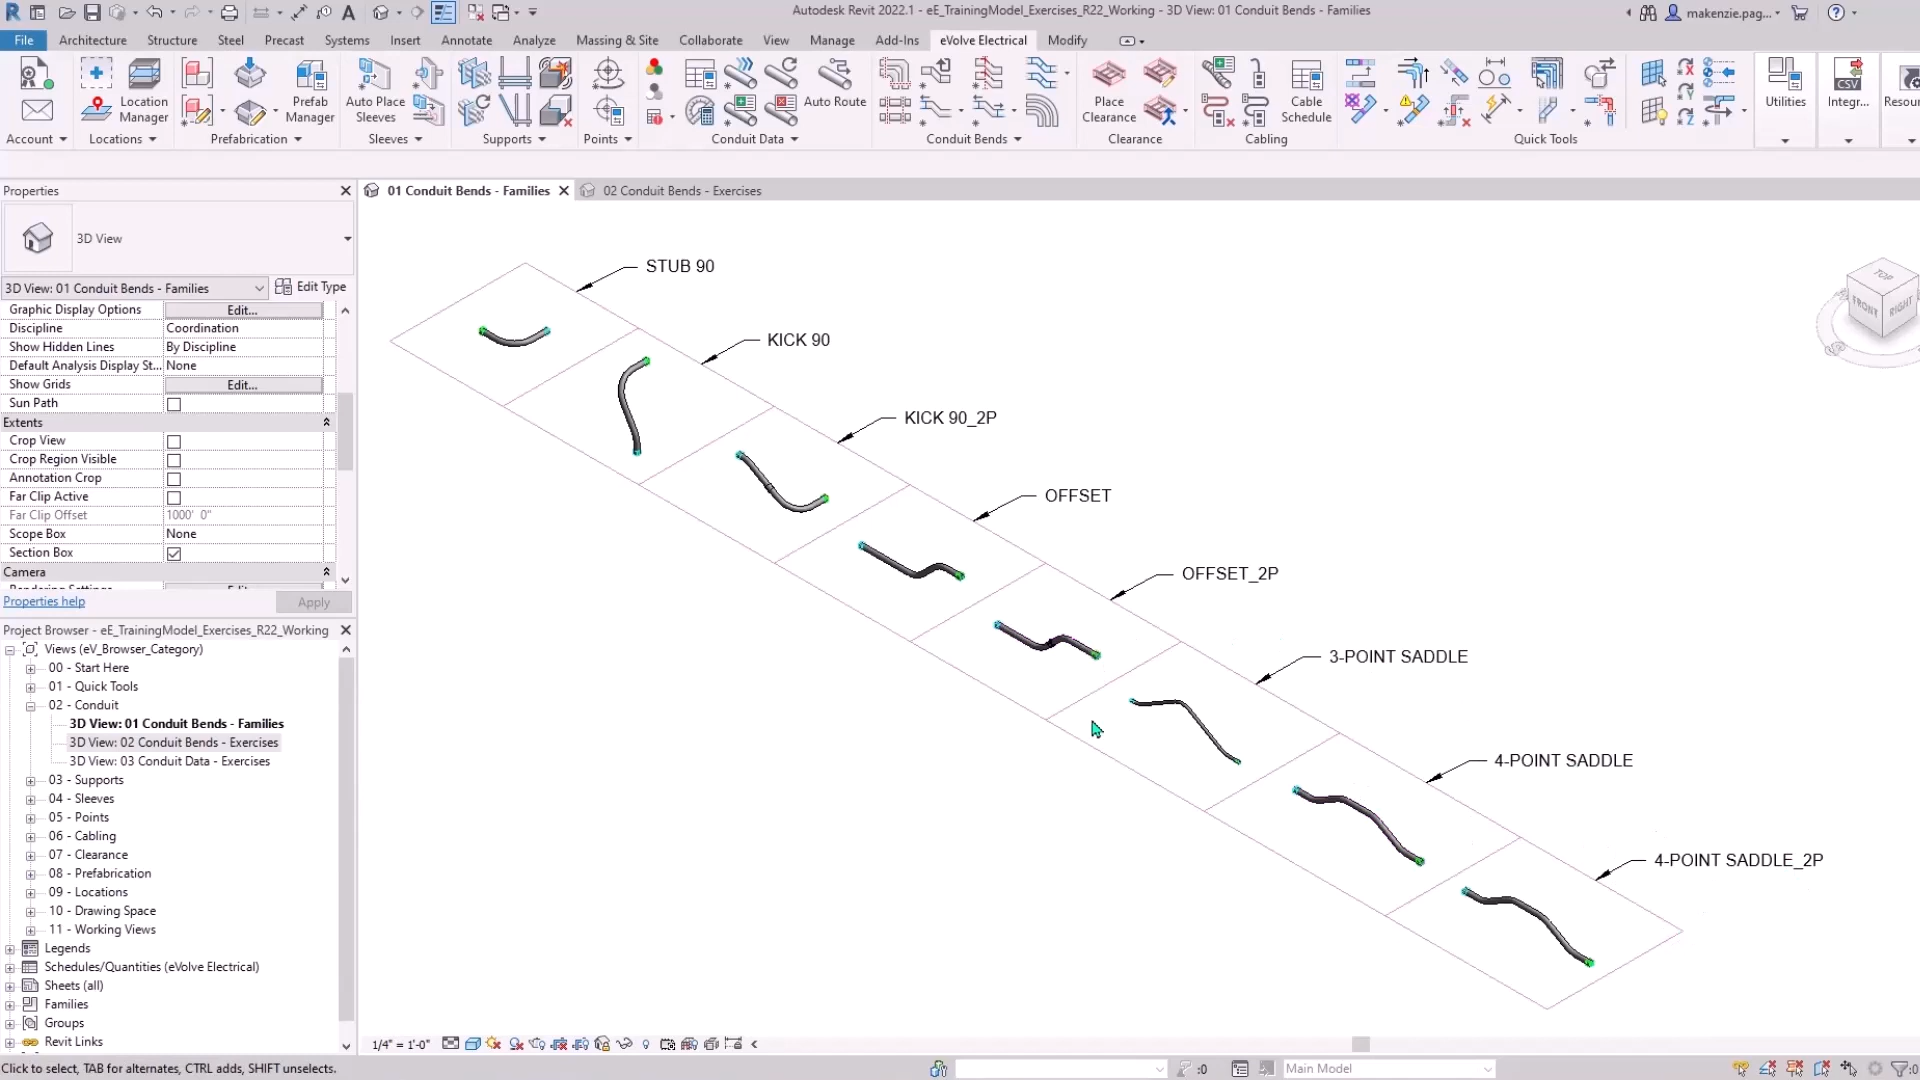 Autodesk Revit 2022.1 - eE_TrainingModel_Exercises_R22_Working - 3D View: 01 Conduit Bends - Families
makenzie.pag...
File Architecture Structure Steel Precast Systems Insert Annotate Analyze Massing & Site Collaborate View Manage Add-Ins eVolve Electrical Modify
Location Manager
Prefab Manager
Auto Place Sleeves
Auto Route
Place Clearance
Cable Schedule
Utilities
Integr...
CSV
Resour
Account Locations Prefabrication Sleeves Supports Points Conduit Data Conduit Bends Clearance Cabling Quick Tools
Properties
01 Conduit Bends - Families
02 Conduit Bends - Exercises
3D View
3D View: 01 Conduit Bends - Families
Edit Type
Graphic Display Options Edit...
Discipline Coordination
Show Hidden Lines By Discipline
Default Analysis Display St... None
Show Grids Edit...
Sun Path
Extents
Crop View
Crop Region Visible
Annotation Crop
Far Clip Active
Far Clip Offset 1000' 0"
Scope Box None
Section Box
Camera
Rendering Settings Edit...
Properties help
Apply
Project Browser - eE_TrainingModel_Exercises_R22_Working
Views (eV_Browser_Category)
00 - Start Here
01 - Quick Tools
02 - Conduit
3D View: 01 Conduit Bends - Families
3D View: 02 Conduit Bends - Exercises
3D View: 03 Conduit Data - Exercises
03 - Supports
04 - Sleeves
05 - Points
06 - Cabling
07 - Clearance
08 - Prefabrication
09 - Locations
10 - Drawing Space
11 - Working Views
Legends
Schedules/Quantities (eVolve Electrical)
Sheets (all)
Families
Groups
Revit Links
STUB 90
KICK 90
KICK 90_2P
OFFSET
OFFSET_2P
3-POINT SADDLE
4-POINT SADDLE
4-POINT SADDLE_2P
TOP
FRONT
RIGHT
1/4" = 1'-0"
Click to select, TAB for alternates, CTRL adds, SHIFT unselects.
:0
Main Model
:0